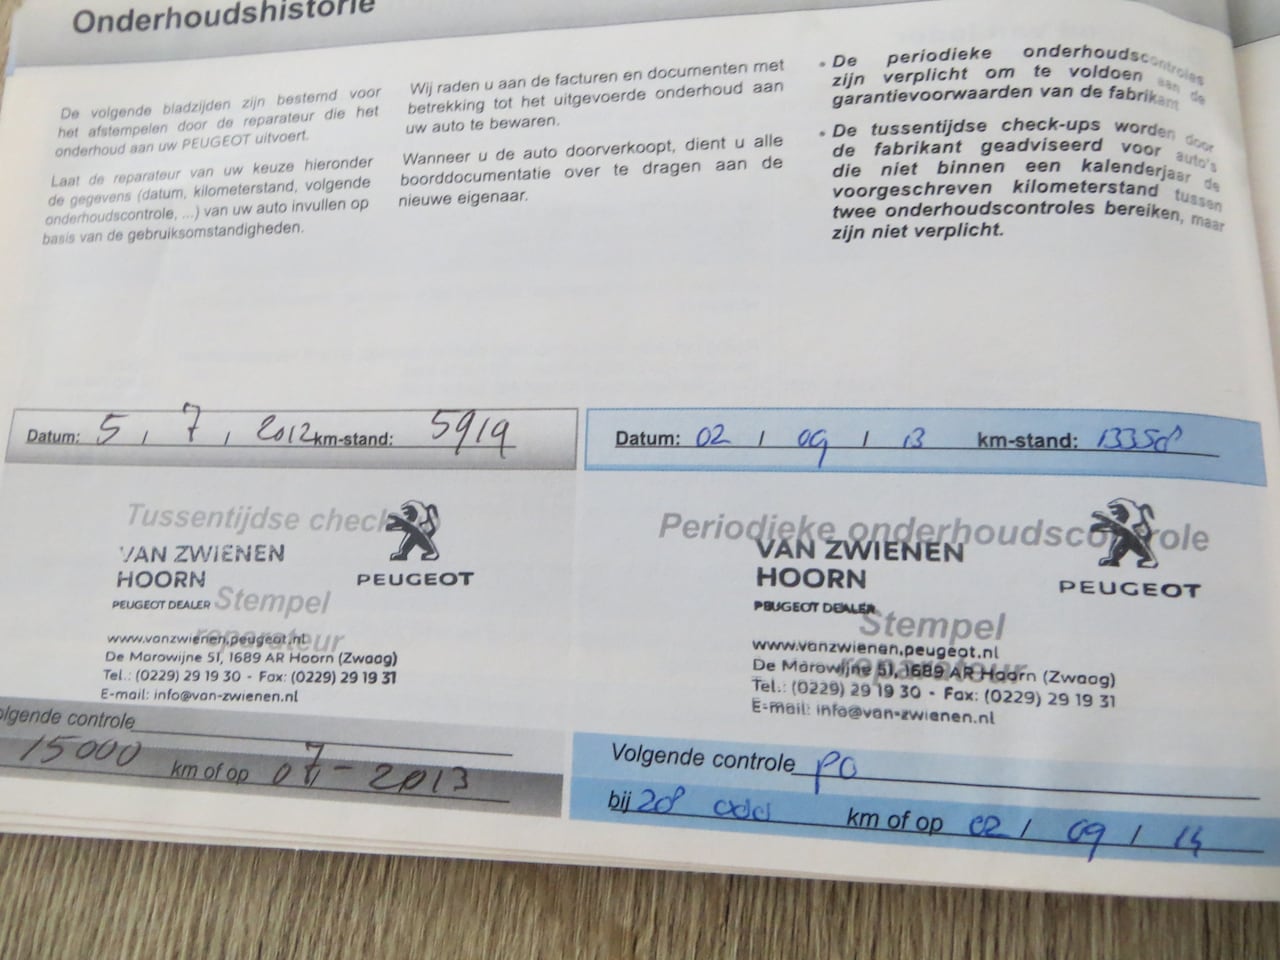 Onderhoudshistorie
De volgende bladzijden zijn bestemd voor
het afstempelen door de reparateur die het
onderhoud aan uw PEUGEOT uitvoert.
Laat de reparateur van uw keuze hieronder
de gegevens (datum, kilometerstand, volgende
onderhoudscontrole, ...) van uw auto invullen op
basis van de gebruiksomstandigheden.
Wij raden u aan de facturen en documenten met
betrekking tot het uitgevoerde onderhoud aan
uw auto te bewaren.
Wanneer u de auto doorverkoopt, dient u alle
boorddocumentatie over te dragen aan de
nieuwe eigenaar.
• De periodieke onderhoudscontroles
zijn verplicht om te voldoen aan de
garantievoorwaarden van de fabrikant
• De tussentijdse check-ups worden door
de fabrikant geadviseerd voor auto's
die niet binnen een kalenderjaar de
voorgeschreven kilometerstand tussen
twee onderhoudscontroles bereiken, maar
zijn niet verplicht.
Datum: 5 / 7 / 2012 km-stand: 5919
Tussentijdse check
VAN ZWIENEN
HOORN
PEUGEOT
PEUGEOT DEALER
Stempel
reparateur
www.vanzwienen.peugeot.nl
De Marowijne 51, 1689 AR Hoorn (Zwaag)
Tel.: (0229) 29 19 30 - Fax: (0229) 29 19 31
E-mail: info@van-zwienen.nl
olgende controle
15000 km of op 07-2013
Datum: 02 / 09 / 13 km-stand: 13358
Periodieke onderhoudscontrole
VAN ZWIENEN
HOORN
PEUGEOT
PEUGEOT DEALER
Stempel
reparateur
www.vanzwienen.peugeot.nl
De Marowijne 51, 1689 AR Hoorn (Zwaag)
Tel.: (0229) 29 19 30 - Fax: (0229) 29 19 31
E-mail: info@van-zwienen.nl
Volgende controle PO
bij 28 000 km of op 02 / 09 / 14